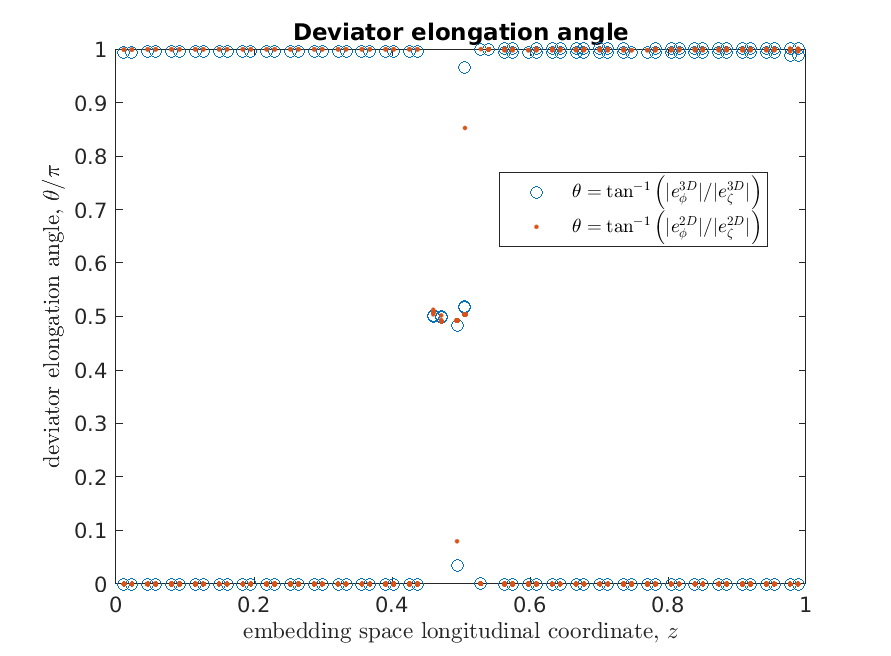 Deviator elongation angle
1
0.9
0.8
0.7
0.6
0.5
0.4
0.3
0.2
0.1
0
deviator elongation angle, θ/π
θ = tan⁻¹(|e_ϕ^{3D}|/|e_ζ^{3D}|)
θ = tan⁻¹(|e_ϕ^{2D}|/|e_ζ^{2D}|)
0 0.2 0.4 0.6 0.8 1
embedding space longitudinal coordinate, z